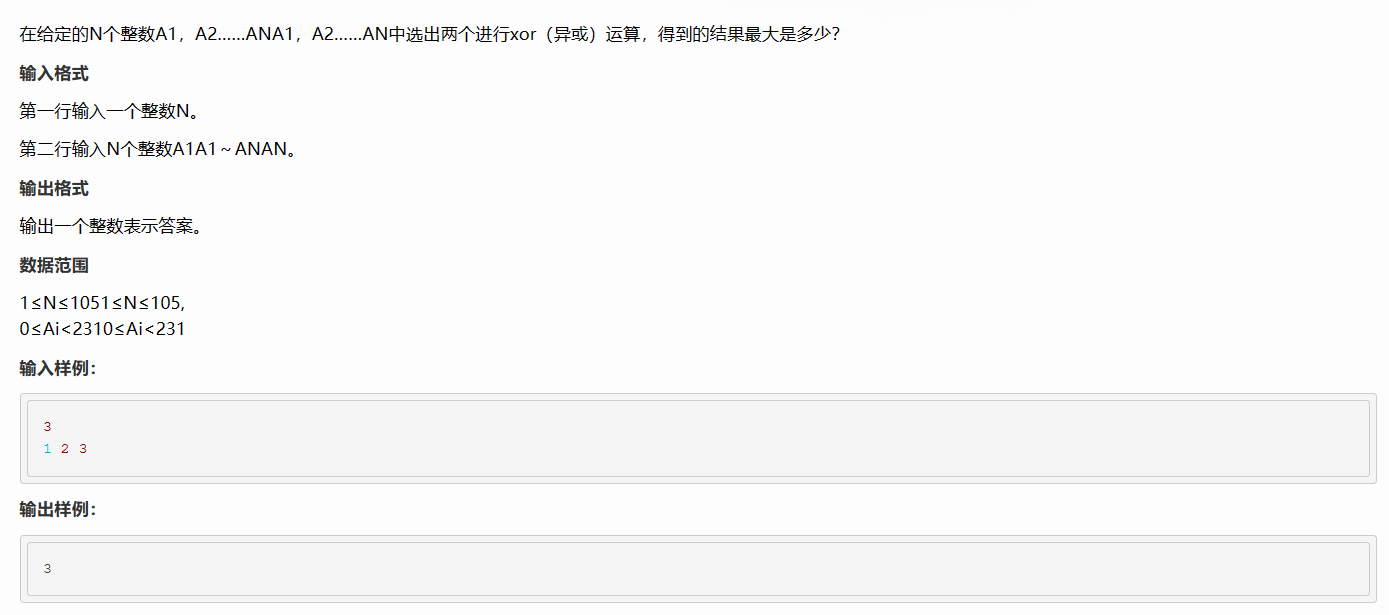 在给定的N个整数A1，A2……ANA1，A2……AN中选出两个进行xor（异或）运算，得到的结果最大是多少？
输入格式
第一行输入一个整数N。
第二行输入N个整数A1A1～ANAN。
输出格式
输出一个整数表示答案。
数据范围
1≤N≤1051≤N≤105,
0≤Ai<2310≤Ai<231
输入样例：
3
1 2 3
输出样例：
3